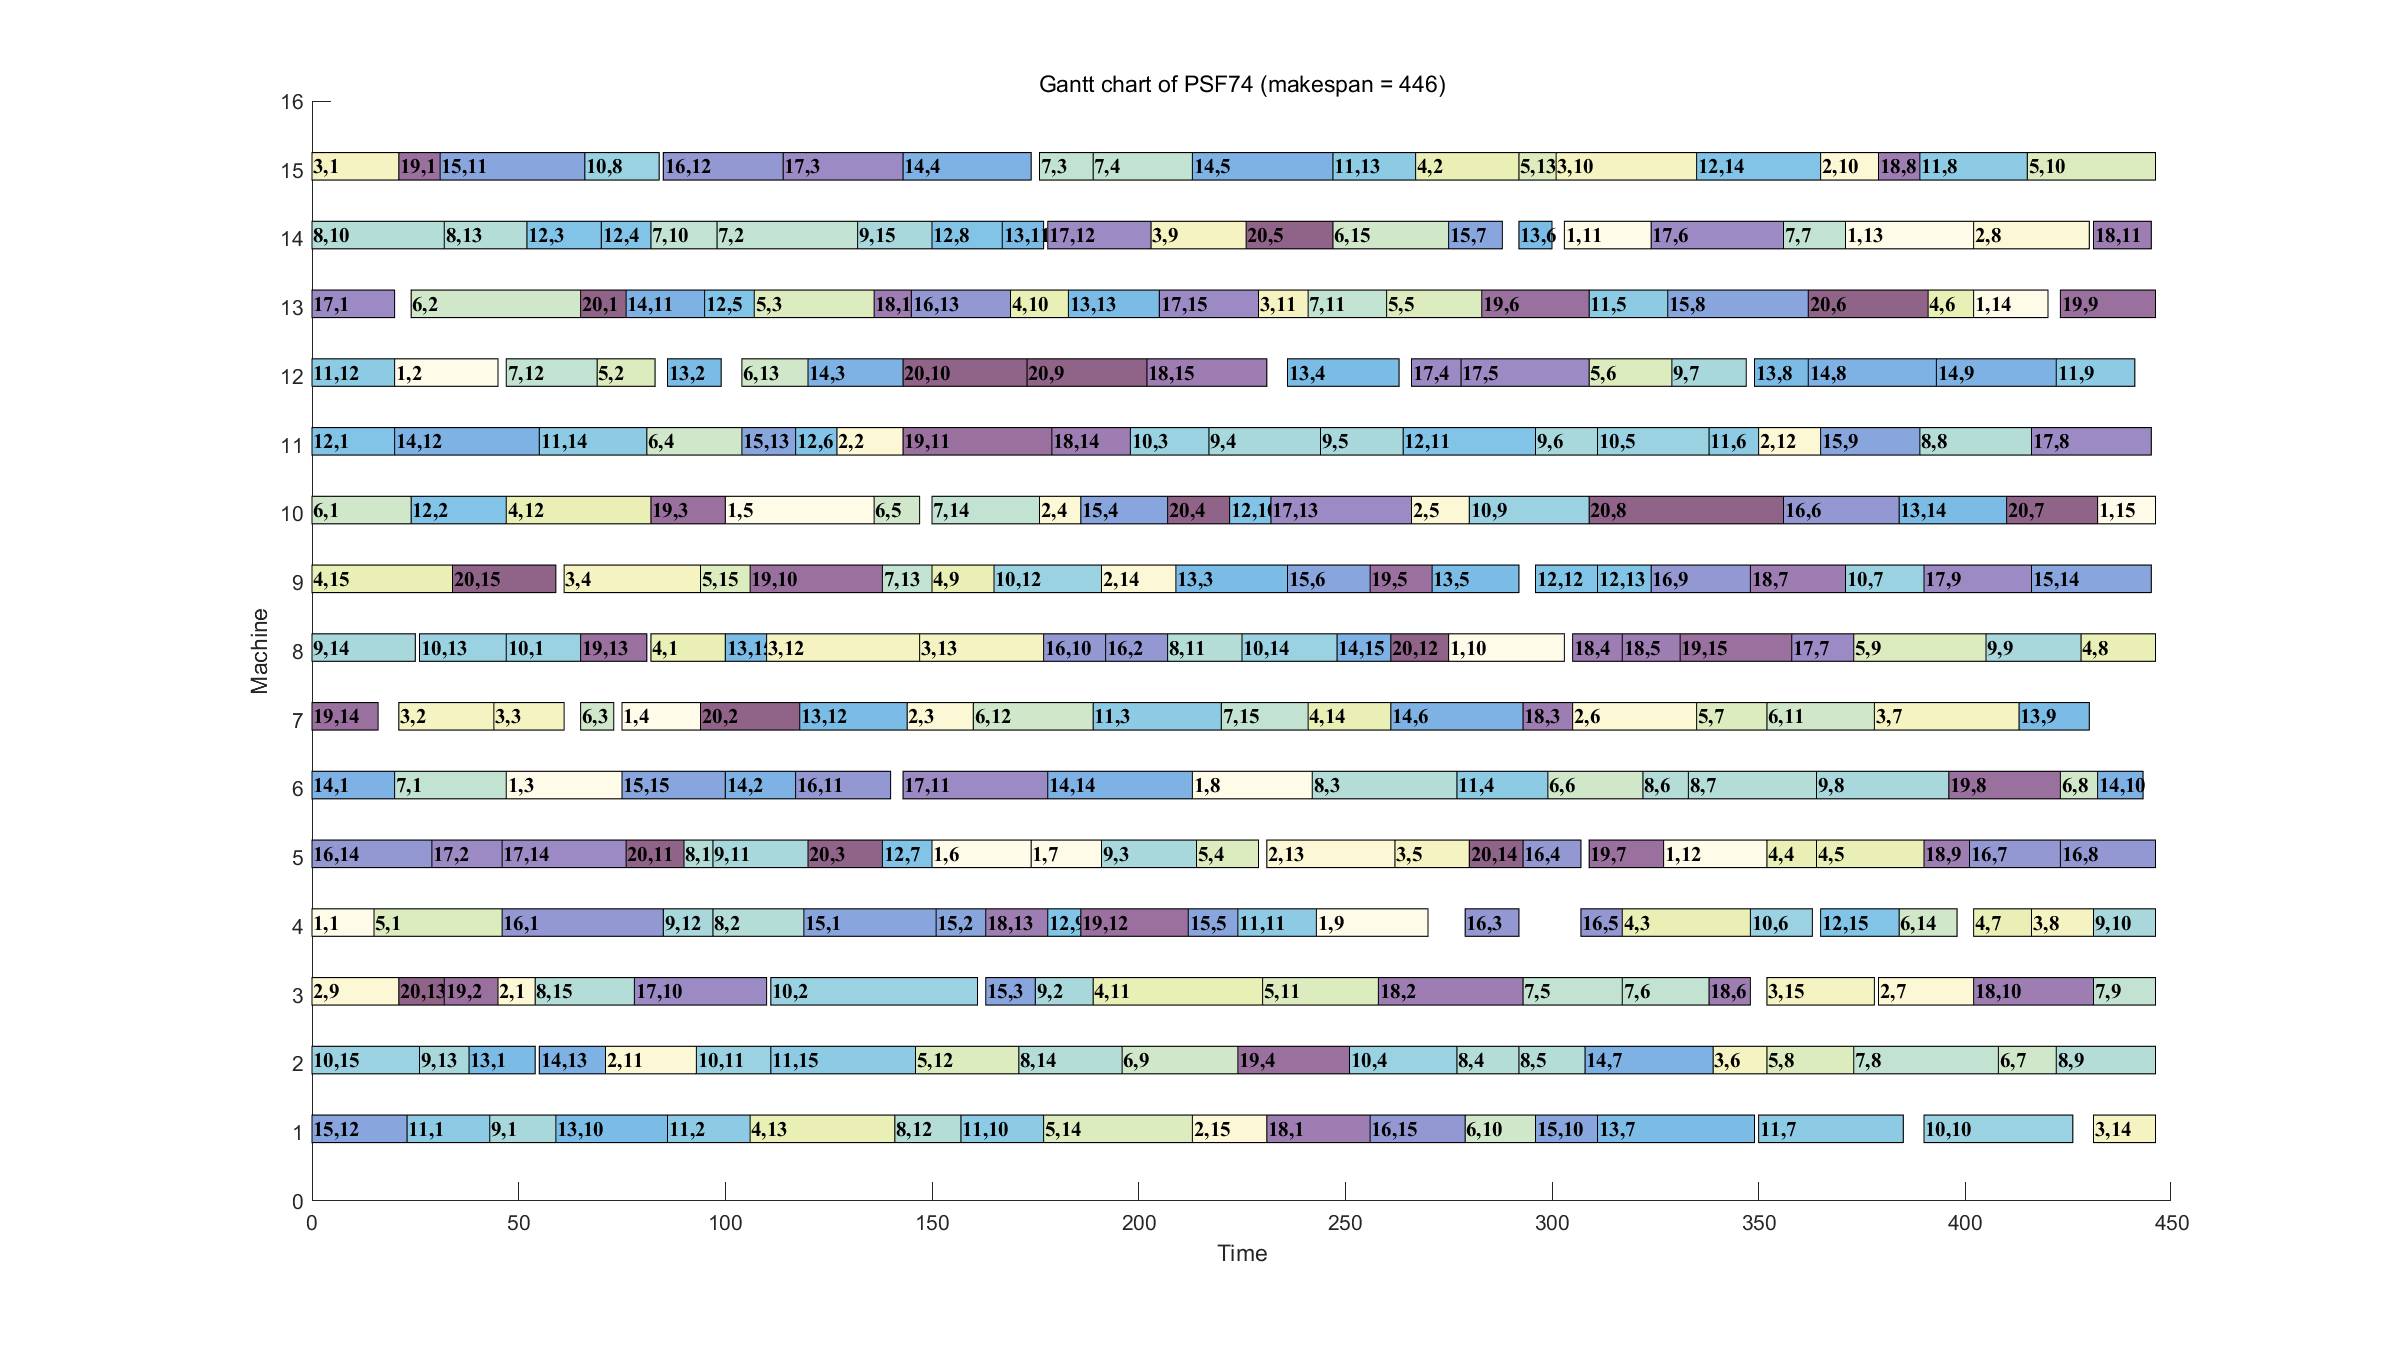 Gantt chart of PSF74 (makespan = 446)
16
15 3,1 19,1 15,11 10,8 16,12 17,3 14,4 7,3 7,4 14,5 11,13 4,2 5,13 3,10 12,14 2,10 18,8 11,8 5,10
14 8,10 8,13 12,3 12,4 7,10 7,2 9,15 12,8 13,11 17,12 3,9 20,5 6,15 15,7 13,6 1,11 17,6 7,7 1,13 2,8 18,11
13 17,1 6,2 20,1 14,11 12,5 5,3 18,1 16,13 4,10 13,13 17,15 3,11 7,11 5,5 19,6 11,5 15,8 20,6 4,6 1,14 19,9
12 11,12 1,2 7,12 5,2 13,2 6,13 14,3 20,10 20,9 18,15 13,4 17,4 17,5 5,6 9,7 13,8 14,8 14,9 11,9
11 12,1 14,12 11,14 6,4 15,13 12,6 2,2 19,11 18,14 10,3 9,4 9,5 12,11 9,6 10,5 11,6 2,12 15,9 8,8 17,8
10 6,1 12,2 4,12 19,3 1,5 6,5 7,14 2,4 15,4 20,4 12,10 17,13 2,5 10,9 20,8 16,6 13,14 20,7 1,15
9 4,15 20,15 3,4 5,15 19,10 7,13 4,9 10,12 2,14 13,3 15,6 19,5 13,5 12,12 12,13 16,9 18,7 10,7 17,9 15,14
8 9,14 10,13 10,1 19,13 4,1 13,15 3,12 3,13 16,10 16,2 8,11 10,14 14,15 20,12 1,10 18,4 18,5 19,15 17,7 5,9 9,9 4,8
7 19,14 3,2 3,3 6,3 1,4 20,2 13,12 2,3 6,12 11,3 7,15 4,14 14,6 18,3 2,6 5,7 6,11 3,7 13,9
6 14,1 7,1 1,3 15,15 14,2 16,11 17,11 14,14 1,8 8,3 11,4 6,6 8,6 8,7 9,8 19,8 6,8 14,10
5 16,14 17,2 17,14 20,11 8,1 9,11 20,3 12,7 1,6 1,7 9,3 5,4 2,13 3,5 20,14 16,4 19,7 1,12 4,4 4,5 18,9 16,7 16,8
4 1,1 5,1 16,1 9,12 8,2 15,1 15,2 18,13 12,9 19,12 15,5 11,11 1,9 16,3 16,5 4,3 10,6 12,15 6,14 4,7 3,8 9,10
3 2,9 20,13 19,2 2,1 8,15 17,10 10,2 15,3 9,2 4,11 5,11 18,2 7,5 7,6 18,6 3,15 2,7 18,10 7,9
2 10,15 9,13 13,1 14,13 2,11 10,11 11,15 5,12 8,14 6,9 19,4 10,4 8,4 8,5 14,7 3,6 5,8 7,8 6,7 8,9
1 15,12 11,1 9,1 13,10 11,2 4,13 8,12 11,10 5,14 2,15 18,1 16,15 6,10 15,10 13,7 11,7 10,10 3,14
0
0 50 100 150 200 250 300 350 400 450
Time
Machine